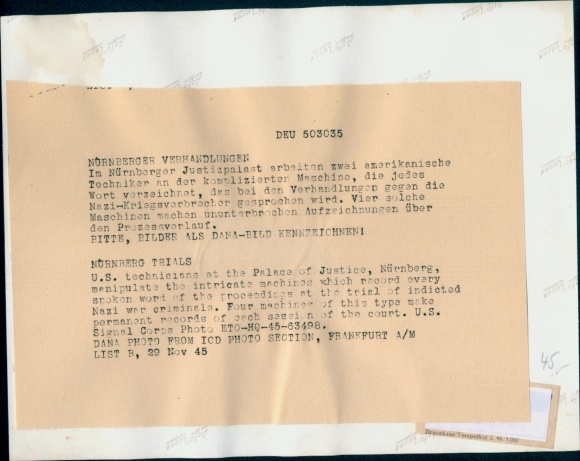 DEU 503035
NÜRNBERGER VERHANDLUNGEN
Im Nürnberger Justizpalast arbeiten zwei amerikanische
Techniker an der komplizierten Maschine, die jedes
Wort verzeichnet, das bei den Verhandlungen gegen die
Nazi-Kriegsverbrecher gesprochen wird. Vier solche
Maschinen machen ununterbrochen Aufzeichnungen über
den Prozessverlauf.
BITTE, BILDER ALS DANA-BILD KENNZEICHNEN!
NÜRNBERG TRIALS
U.S. technicians at the Palace of Justice, Nürnberg,
manipulate the intricate machines which record every
spoken word of the proceedings at the trial of indicted
Nazi war criminals. Four machines of this type make
permanent records of each session of the court. U.S.
Signal Corps Photo ETO-HQ-45-63498.
DANA PHOTO FROM ICD PHOTO SECTION, FRANKFURT A/M
LIST B, 29 Nov 45
45,-
Druckhaus Tempelhof